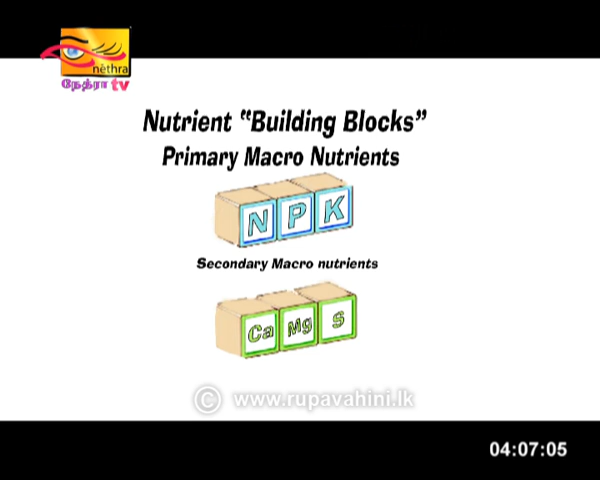 nethra
நேத்ரா tv
Nutrient “Building Blocks”
Primary Macro Nutrients
N P K
Secondary Macro nutrients
Ca Mg S
© www.rupavahini.lk
04:07:05